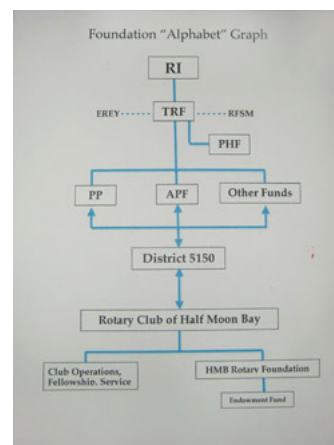 Foundation "Alphabet" Graph
RI
EREY TRF RFSM
PHF
PP APF Other Funds
District 5150
Rotary Club of Half Moon Bay
Club Operations, HMB Rotary Foundation
Fellowship, Service
Endowment Fund